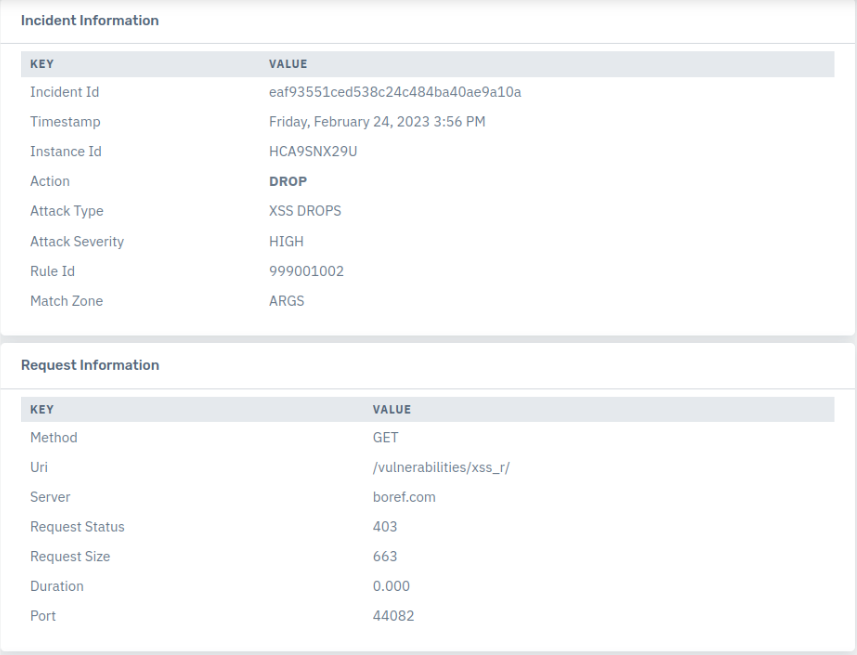 Incident Information
KEY VALUE
Incident Id eaf93551ced538c24c484ba40ae9a10a
Timestamp Friday, February 24, 2023 3:56 PM
Instance Id HCA9SNX29U
Action DROP
Attack Type XSS DROPS
Attack Severity HIGH
Rule Id 999001002
Match Zone ARGS
Request Information
KEY VALUE
Method GET
Uri /vulnerabilities/xss_r/
Server boref.com
Request Status 403
Request Size 663
Duration 0.000
Port 44082